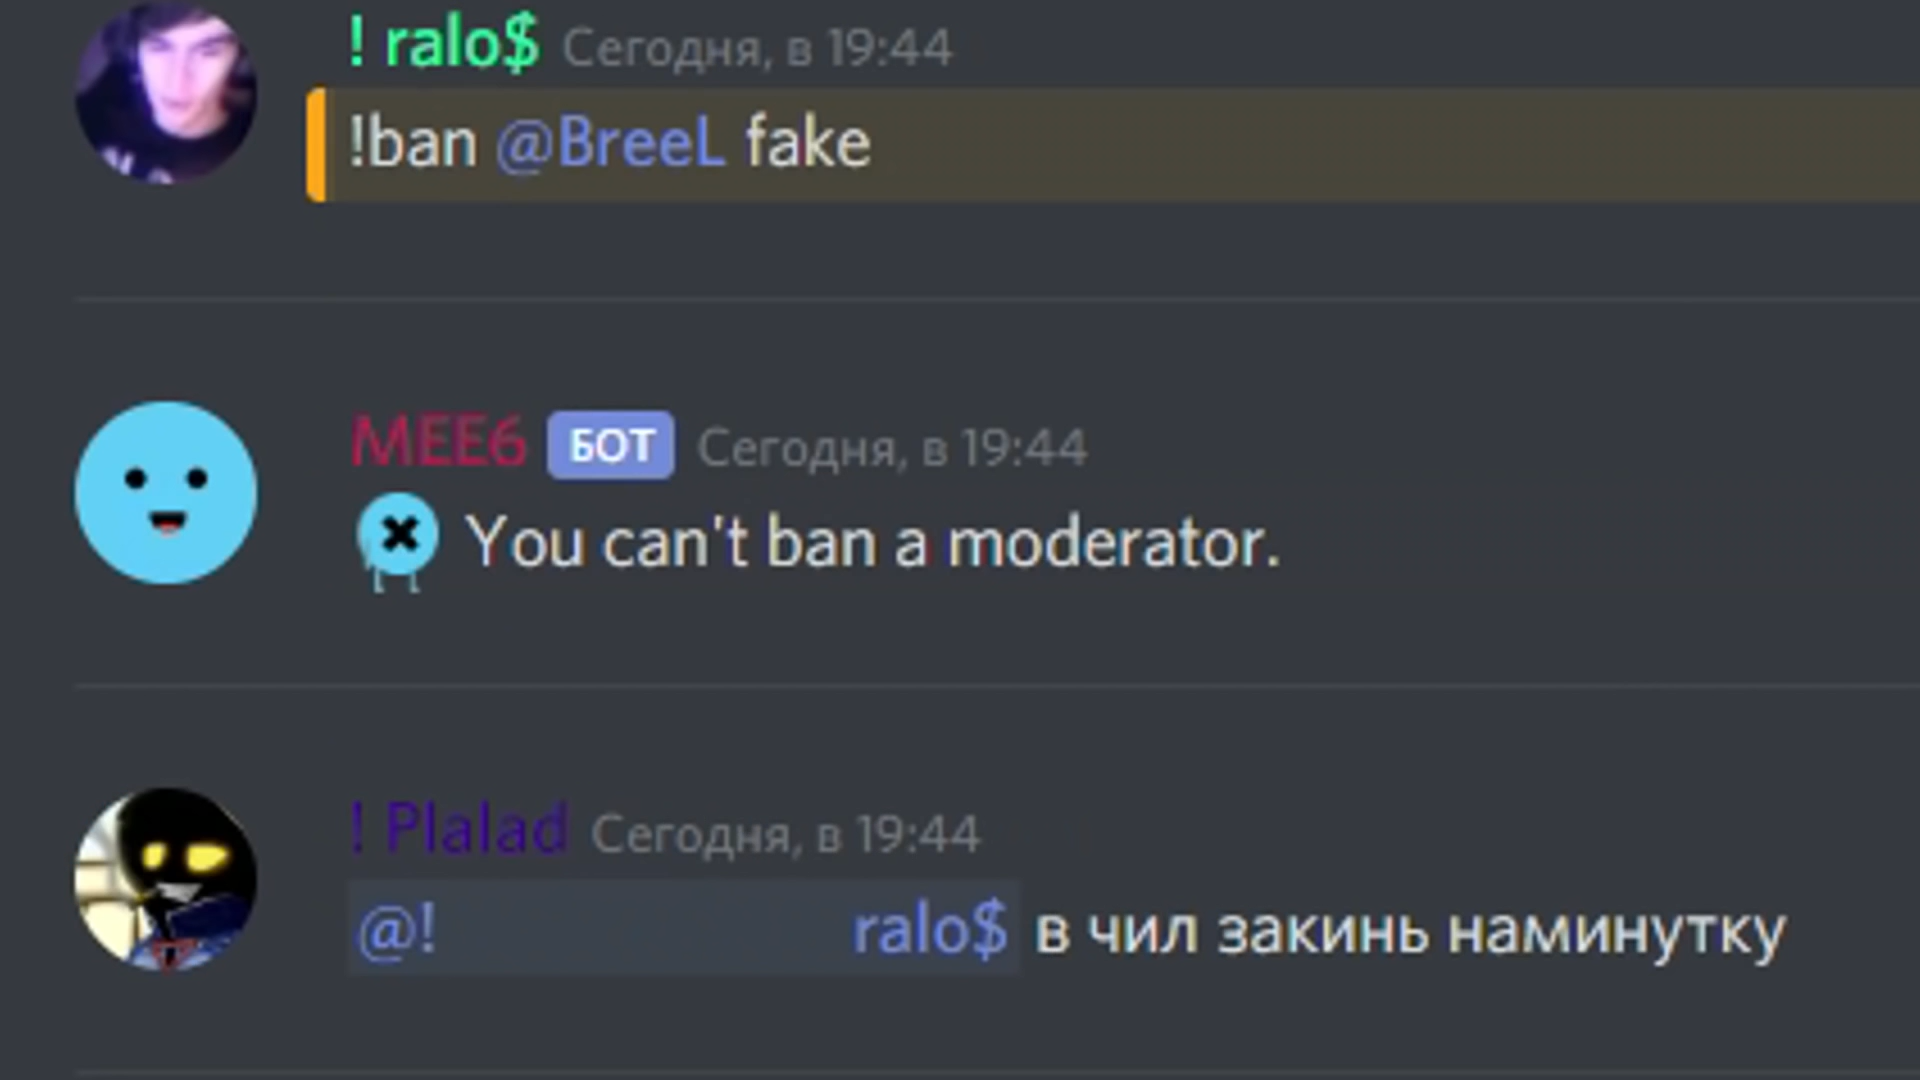 ! ralo$ Сегодня, в 19:44
!ban @BreeL fake
MEE6 БОТ Сегодня, в 19:44
You can't ban a moderator.
! Plalad Сегодня, в 19:44
@! ralo$ в чил закинь наминутку